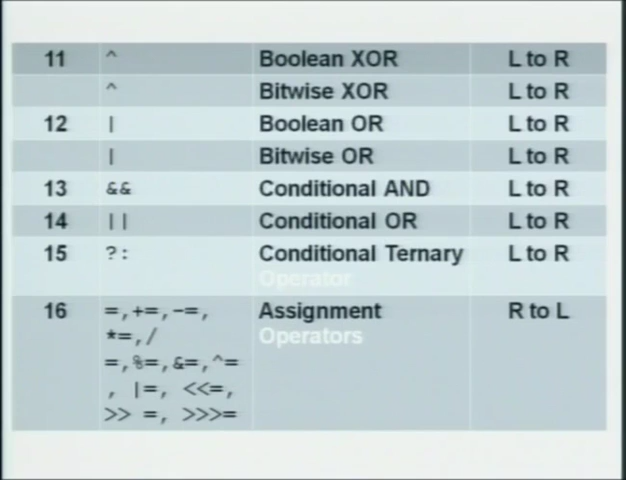 11 ^ Boolean XOR L to R
^ Bitwise XOR L to R
12 | Boolean OR L to R
| Bitwise OR L to R
13 && Conditional AND L to R
14 || Conditional OR L to R
15 ?: Conditional Ternary L to R
Operator
16 =,+=,-=, Assignment R to L
*=,/ Operators
=,%=,&=,^=
, |=, <<=,
>> =, >>>=